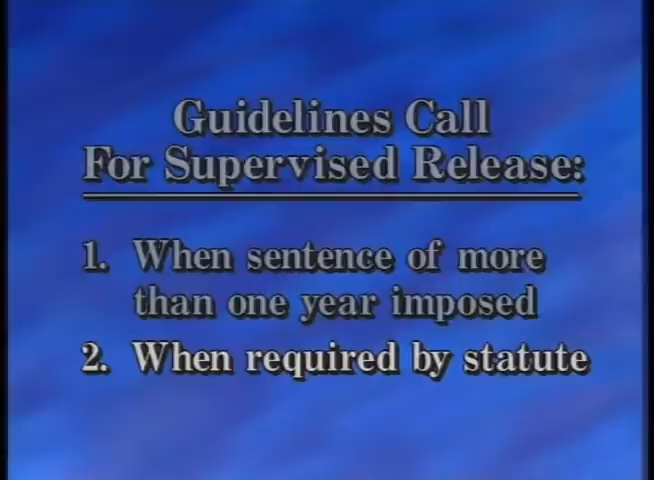 Guidelines Call
For Supervised Release:
1. When sentence of more
than one year imposed
2. When required by statute